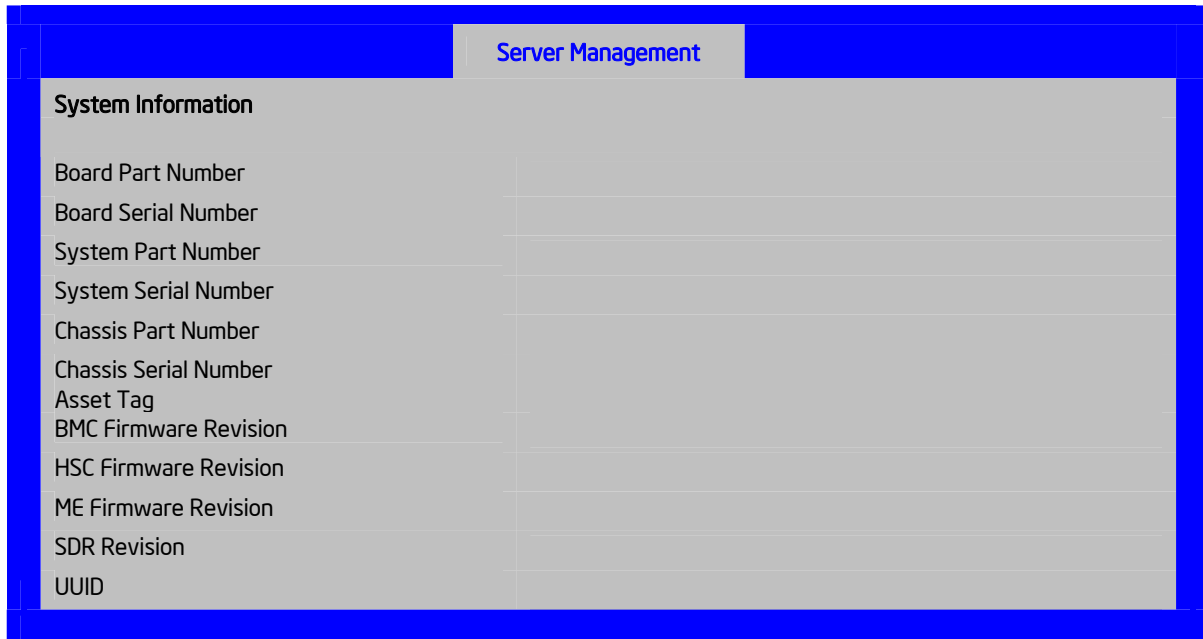 Server Management
System Information
Board Part Number
Board Serial Number
System Part Number
System Serial Number
Chassis Part Number
Chassis Serial Number
Asset Tag
BMC Firmware Revision
HSC Firmware Revision
ME Firmware Revision
SDR Revision
UUID